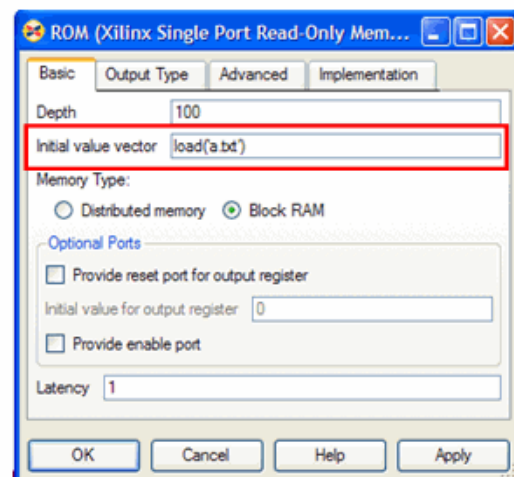 ROM (Xilinx Single Port Read-Only Mem...
Basic Output Type Advanced Implementation
Depth 100
Initial value vector load('a.txt')
Memory Type:
Distributed memory Block RAM
Optional Ports
Provide reset port for output register
Initial value for output register 0
Provide enable port
Latency 1
OK Cancel Help Apply